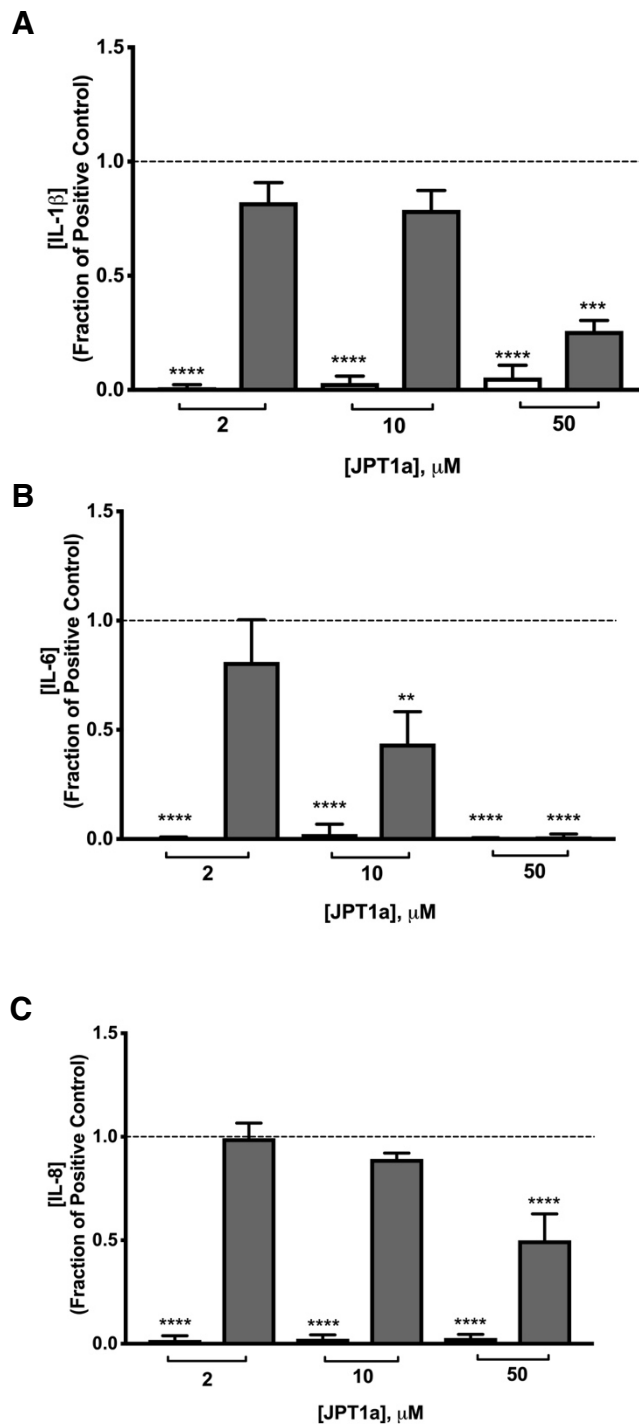 A
[IL-1β]
(Fraction of Positive Control)
1.5
1.0
0.5
0.0
****
****
****
***
2
10
50
[JPT1a], μM
B
[IL-6]
(Fraction of Positive Control)
1.5
1.0
0.5
0.0
****
****
**
****
****
2
10
50
[JPT1a], μM
C
[IL-8]
(Fraction of Positive Control)
1.5
1.0
0.5
0.0
****
****
****
****
2
10
50
[JPT1a], μM